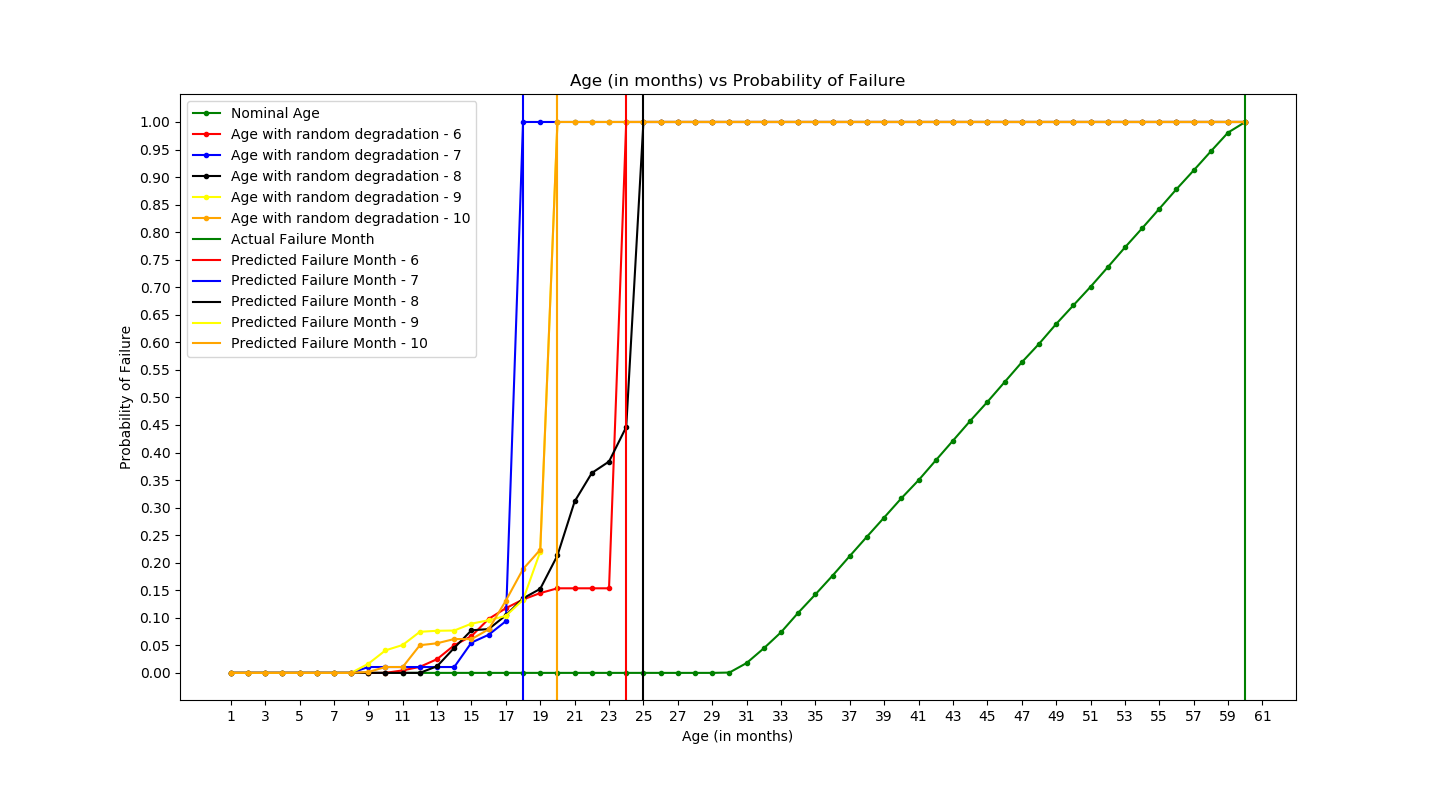 Age (in months) vs Probability of Failure
Nominal Age
Age with random degradation - 6
Age with random degradation - 7
Age with random degradation - 8
Age with random degradation - 9
Age with random degradation - 10
Actual Failure Month
Predicted Failure Month - 6
Predicted Failure Month - 7
Predicted Failure Month - 8
Predicted Failure Month - 9
Predicted Failure Month - 10
Probability of Failure
1.00
0.95
0.90
0.85
0.80
0.75
0.70
0.65
0.60
0.55
0.50
0.45
0.40
0.35
0.30
0.25
0.20
0.15
0.10
0.05
0.00
1 3 5 7 9 11 13 15 17 19 21 23 25 27 29 31 33 35 37 39 41 43 45 47 49 51 53 55 57 59 61
Age (in months)